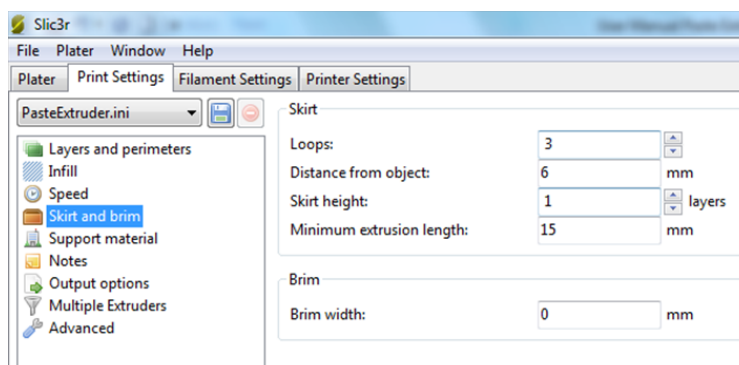 Slic3r
File Plater Window Help
Plater Print Settings Filament Settings Printer Settings
PasteExtruder.ini
Layers and perimeters
Infill
Speed
Skirt and brim
Support material
Notes
Output options
Multiple Extruders
Advanced
Skirt
Loops: 3
Distance from object: 6 mm
Skirt height: 1 layers
Minimum extrusion length: 15 mm
Brim
Brim width: 0 mm